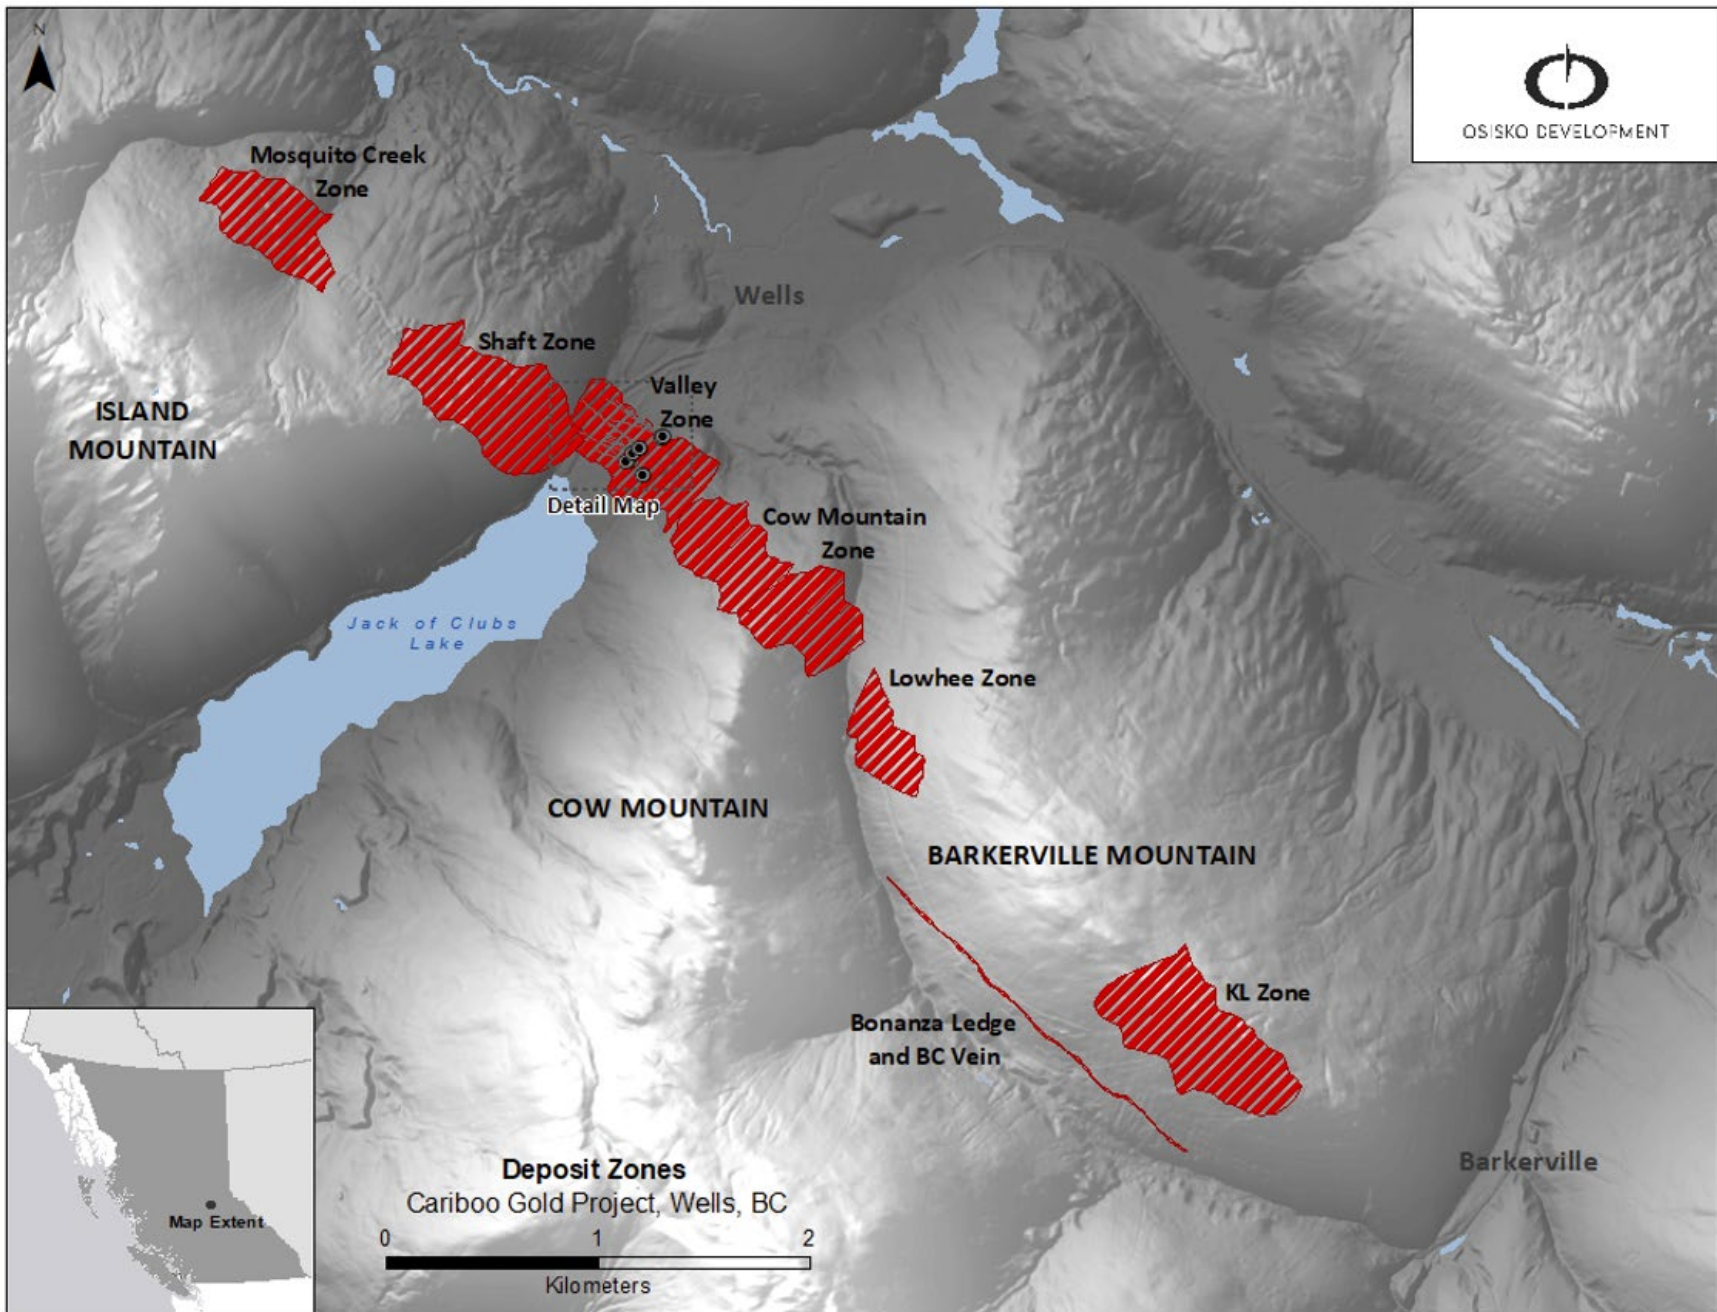 N
OSISKO DEVELOPMENT
Mosquito Creek
Zone
Wells
Shaft Zone
Valley
Zone
ISLAND
MOUNTAIN
Detail Map
Cow Mountain
Zone
Jack of Clubs
Lake
Lowhee Zone
COW MOUNTAIN
BARKERVILLE MOUNTAIN
KL Zone
Bonanza Ledge
and BC Vein
Barkerville
Map Extent
Deposit Zones
Cariboo Gold Project, Wells, BC
0 1 2
Kilometers